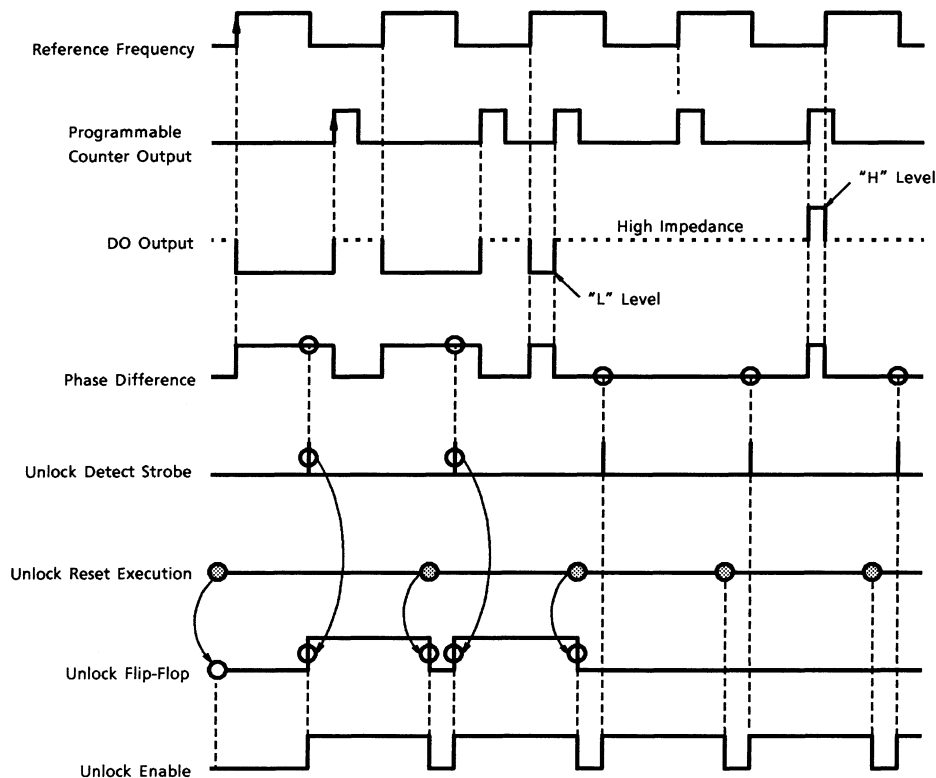 Reference Frequency
Programmable
Counter Output
"H" Level
High Impedance
DO Output
"L" Level
Phase Difference
Unlock Detect Strobe
Unlock Reset Execution
Unlock Flip-Flop
Unlock Enable